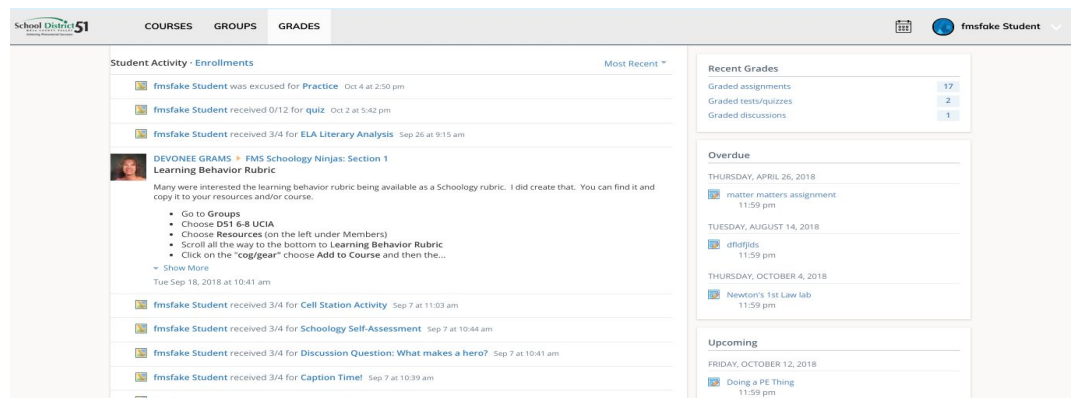 School District 51
COURSES GROUPS GRADES
fmsfake Student
Student Activity · Enrollments
Most Recent
fmsfake Student was excused for Practice Oct 4 at 2:50 pm
fmsfake Student received 0/12 for quiz Oct 2 at 5:42 pm
fmsfake Student received 3/4 for ELA Literary Analysis Sep 26 at 9:15 am
DEVONEE GRAMS FMS Schoology Ninjas: Section 1
Learning Behavior Rubric
Many were interested the learning behavior rubric being available as a Schoology rubric. I did create that. You can find it and
copy it to your resources and/or course.
• Go to Groups
• Choose D51 6-8 UCIA
• Choose Resources (on the left under Members)
• Scroll all the way to the bottom to Learning Behavior Rubric
• Click on the "cog/gear" choose Add to Course and then the...
Show More
Tue Sep 18, 2018 at 10:41 am
fmsfake Student received 3/4 for Cell Station Activity Sep 7 at 11:03 am
fmsfake Student received 3/4 for Schoology Self-Assessment Sep 7 at 10:44 am
fmsfake Student received 3/4 for Discussion Question: What makes a hero? Sep 7 at 10:41 am
fmsfake Student received 3/4 for Caption Time! Sep 7 at 10:39 am
Recent Grades
Graded assignments 17
Graded tests/quizzes 2
Graded discussions 1
Overdue
THURSDAY, APRIL 26, 2018
matter matters assignment
11:59 pm
TUESDAY, AUGUST 14, 2018
dfldfjlds
11:59 pm
THURSDAY, OCTOBER 4, 2018
Newton's 1st Law lab
11:59 pm
Upcoming
FRIDAY, OCTOBER 12, 2018
Doing a PE Thing
11:59 pm